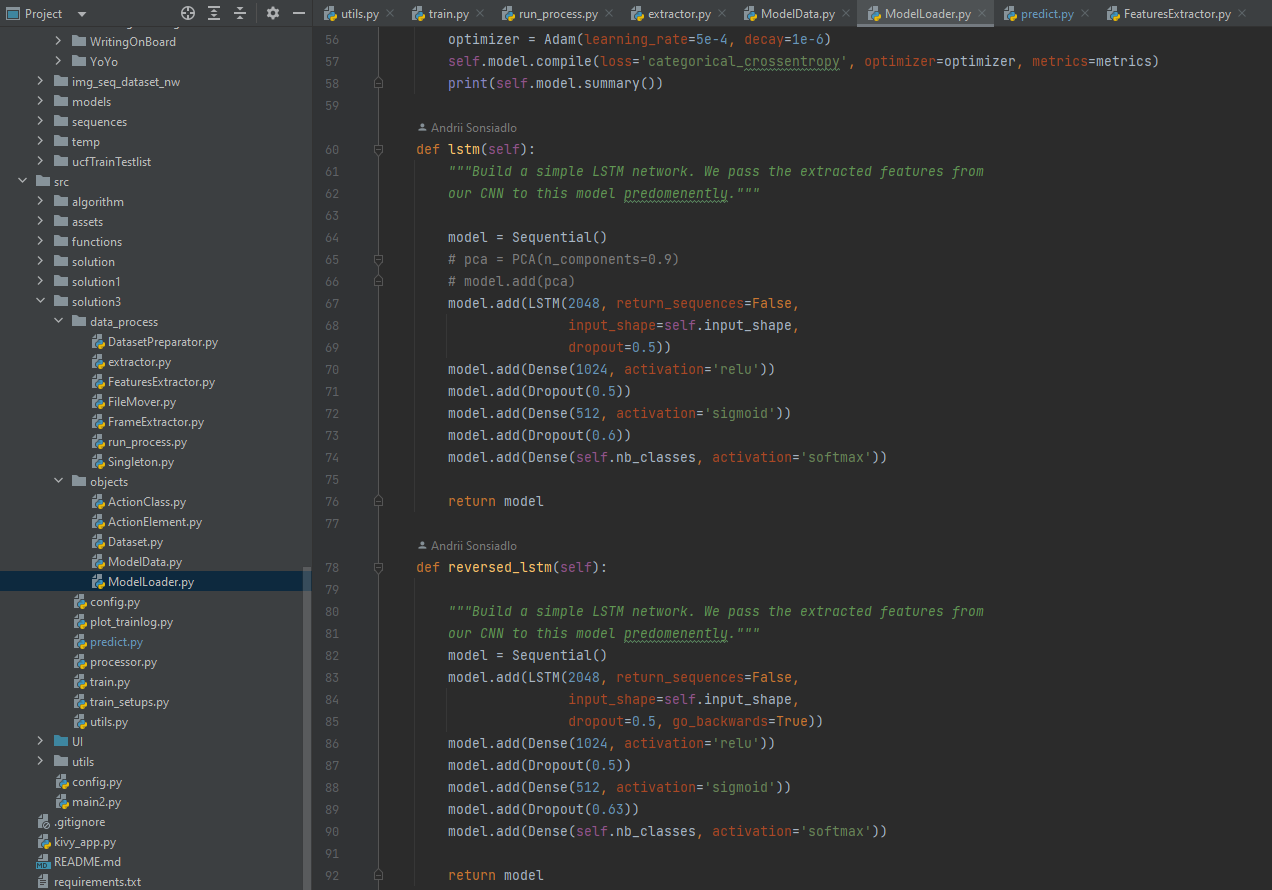 Project
utils.py
train.py
run_process.py
extractor.py
ModelData.py
ModelLoader.py
predict.py
FeaturesExtractor.py
WritingOnBoard
YoYo
img_seq_dataset_nw
models
sequences
temp
ucfTrainTestlist
src
algorithm
assets
functions
solution
solution1
solution3
data_process
DatasetPreparator.py
extractor.py
FeaturesExtractor.py
FileMover.py
FrameExtractor.py
run_process.py
Singleton.py
objects
ActionClass.py
ActionElement.py
Dataset.py
ModelData.py
ModelLoader.py
config.py
plot_trainlog.py
predict.py
processor.py
train.py
train_setups.py
utils.py
UI
utils
config.py
main2.py
.gitignore
kivy_app.py
README.md
requirements.txt
56 optimizer = Adam(learning_rate=5e-4, decay=1e-6)
57 self.model.compile(loss='categorical_crossentropy', optimizer=optimizer, metrics=metrics)
58 print(self.model.summary())
59
Andrii Sonsiadlo
60 def lstm(self):
61 """Build a simple LSTM network. We pass the extracted features from
62 our CNN to this model predomenently."""
63
64 model = Sequential()
65 # pca = PCA(n_components=0.9)
66 # model.add(pca)
67 model.add(LSTM(2048, return_sequences=False,
68 input_shape=self.input_shape,
69 dropout=0.5))
70 model.add(Dense(1024, activation='relu'))
71 model.add(Dropout(0.5))
72 model.add(Dense(512, activation='sigmoid'))
73 model.add(Dropout(0.6))
74 model.add(Dense(self.nb_classes, activation='softmax'))
75
76 return model
77
Andrii Sonsiadlo
78 def reversed_lstm(self):
79
80 """Build a simple LSTM network. We pass the extracted features from
81 our CNN to this model predomenently."""
82 model = Sequential()
83 model.add(LSTM(2048, return_sequences=False,
84 input_shape=self.input_shape,
85 dropout=0.5, go_backwards=True))
86 model.add(Dense(1024, activation='relu'))
87 model.add(Dropout(0.5))
88 model.add(Dense(512, activation='sigmoid'))
89 model.add(Dropout(0.63))
90 model.add(Dense(self.nb_classes, activation='softmax'))
91
92 return model